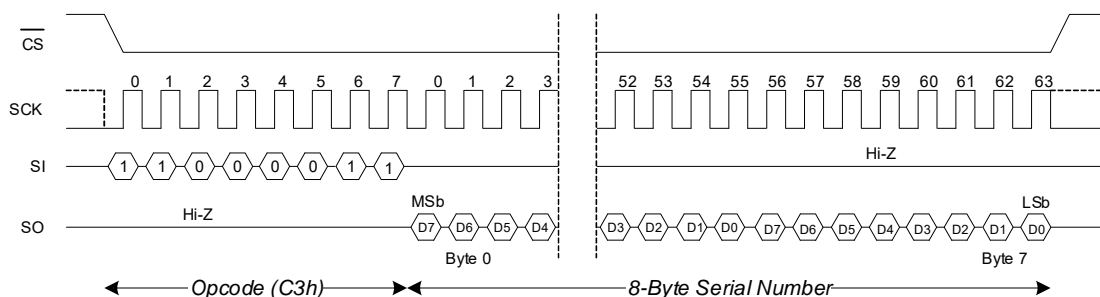 CS
0 1 2 3 4 5 6 7 0 1 2 3 52 53 54 55 56 57 58 59 60 61 62 63
SCK
Hi-Z
SI 1 1 0 0 0 0 1 1
Hi-Z MSb LSb
SO D7 D6 D5 D4 D3 D2 D1 D0 D7 D6 D5 D4 D3 D2 D1 D0
Byte 0 Byte 7
Opcode (C3h) 8-Byte Serial Number